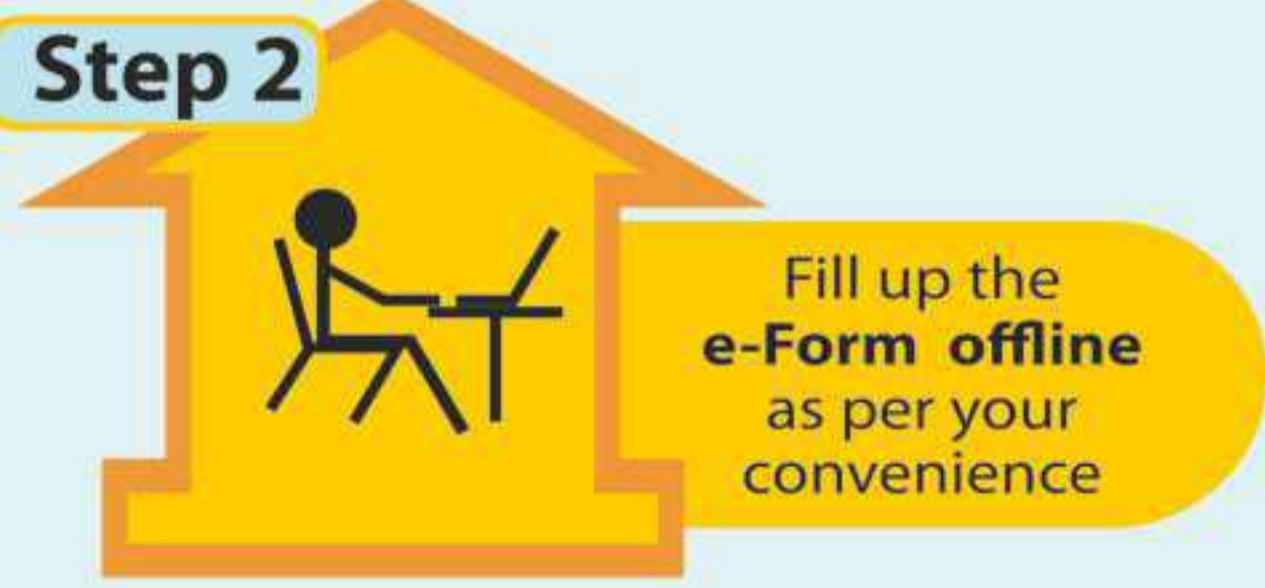 Step 2
Fill up the
e-Form offline
as per your
convenience